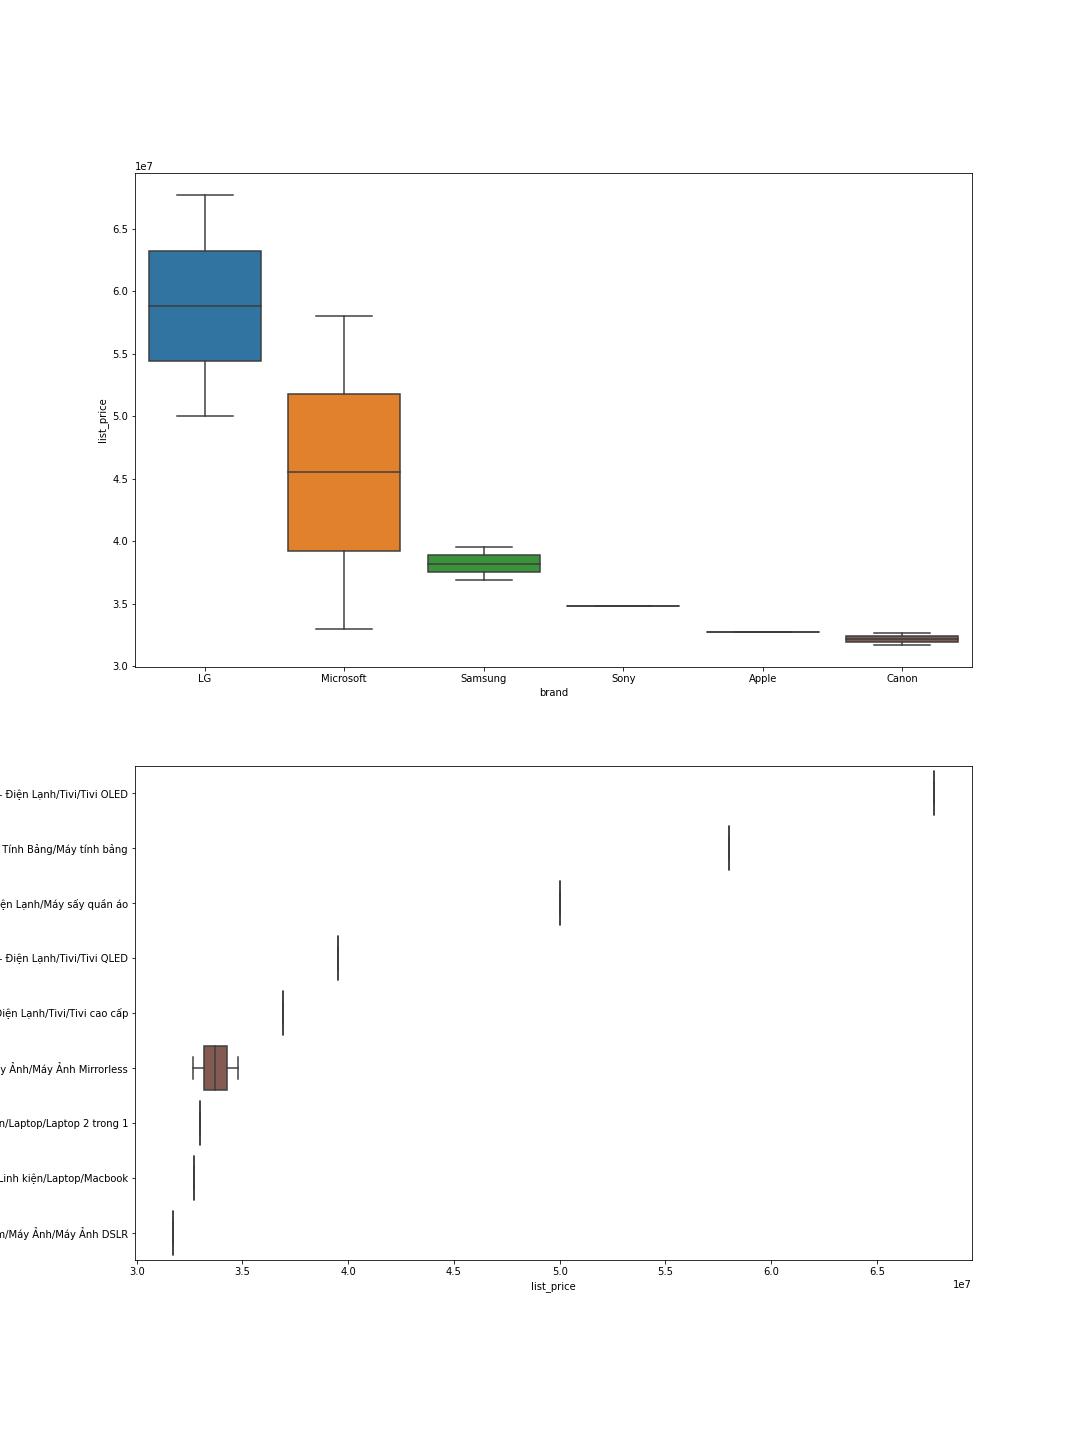 1e7
6.5
6.0
5.5
5.0
4.5
4.0
3.5
3.0
list_price
LG Microsoft Samsung Sony Apple Canon
brand
- Điện Lạnh/Tivi/Tivi OLED
Tính Bảng/Máy tính bảng
ện Lạnh/Máy sấy quần áo
- Điện Lạnh/Tivi/Tivi QLED
Điện Lạnh/Tivi/Tivi cao cấp
y Ảnh/Máy Ảnh Mirrorless
n/Laptop/Laptop 2 trong 1
Linh kiện/Laptop/Macbook
m/Máy Ảnh/Máy Ảnh DSLR
3.0 3.5 4.0 4.5 5.0 5.5 6.0 6.5
1e7
list_price